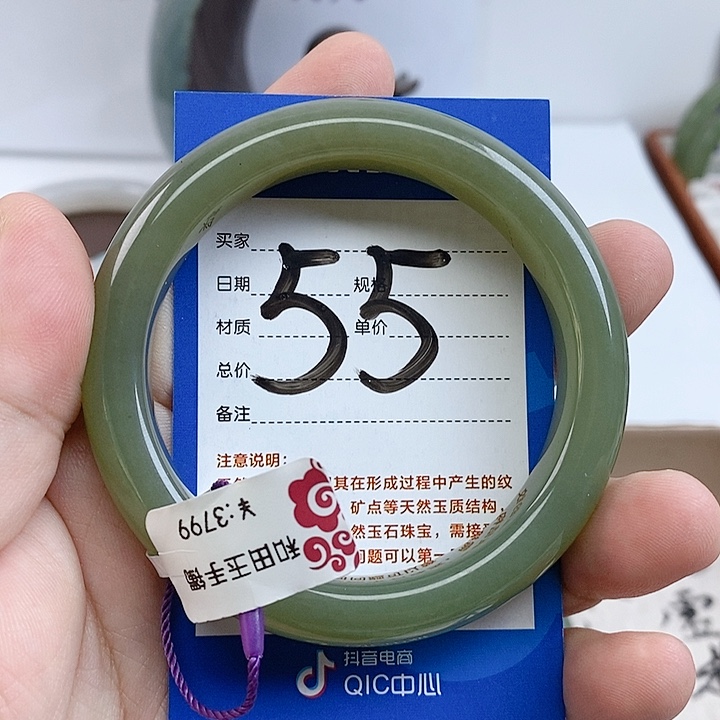 买家
日期 规格
55
材质 单价
总价
备注
注意说明：
其在形成过程中产生的纹
矿点等天然玉质结构，
然玉石珠宝，需接
问题可以第一
¥:3799
和田玉手镯
抖音电商
QIC中心